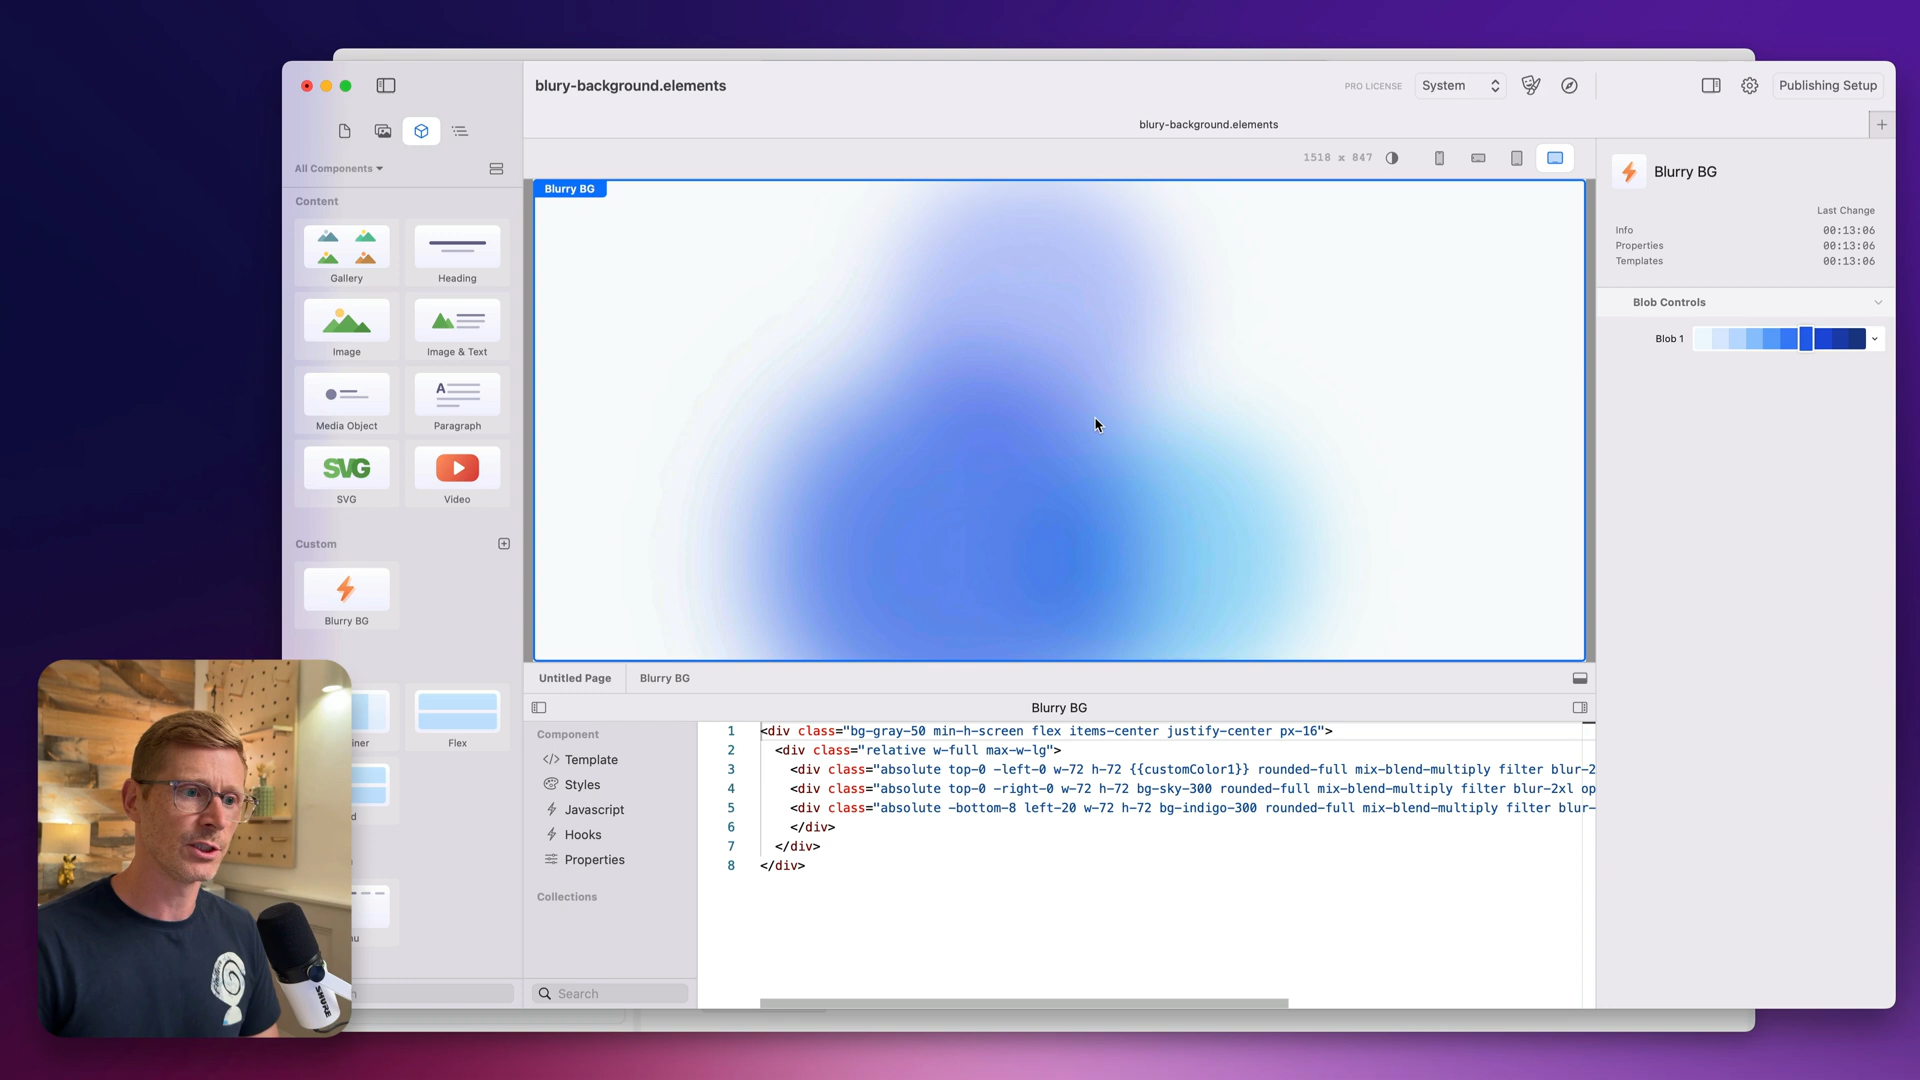 blury-background.elements
PRO LICENSE
System
Publishing Setup
blury-background.elements
All Components
1518 x 847
Blurry BG
Blurry BG
Last Change
Info 00:13:06
Properties 00:13:06
Templates 00:13:06
Blob Controls
Blob 1
Content
Gallery
Heading
Image
Image & Text
Media Object
Paragraph
SVG
SVG
Video
Custom
Blurry BG
Flex
Untitled Page
Blurry BG
Blurry BG
Component
Template
Styles
Javascript
Hooks
Properties
Collections
Search
1 <div class="bg-gray-50 min-h-screen flex items-center justify-center px-16">
2 <div class="relative w-full max-w-lg">
3 <div class="absolute top-0 -left-0 w-72 h-72 {{customColor1}} rounded-full mix-blend-multiply filter blur-2
4 <div class="absolute top-0 -right-0 w-72 h-72 bg-sky-300 rounded-full mix-blend-multiply filter blur-2xl op
5 <div class="absolute -bottom-8 left-20 w-72 h-72 bg-indigo-300 rounded-full mix-blend-multiply filter blur-
6 </div>
7 </div>
8 </div>
SHURE